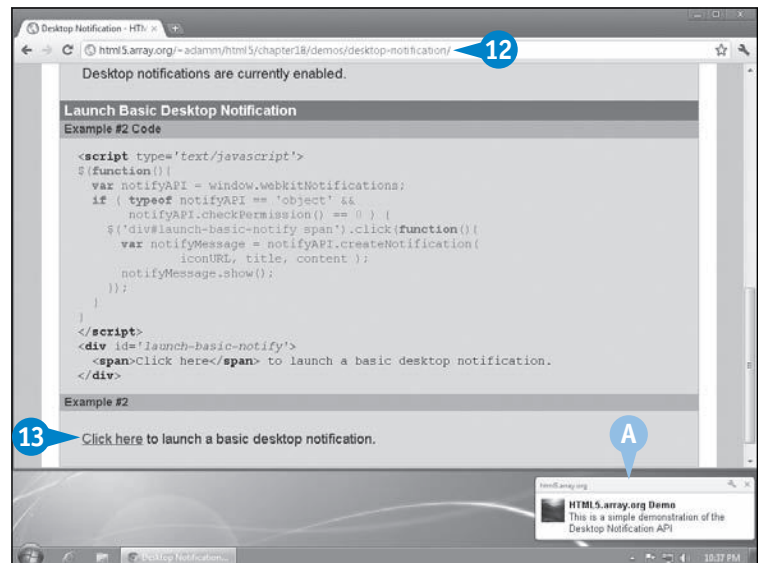 Desktop Notification - HTM
html5.array.org/~adamm/html5/chapter18/demos/desktop-notification/
12
Desktop notifications are currently enabled.
Launch Basic Desktop Notification
Example #2 Code
<script type='text/javascript'>
$(function(){
var notifyAPI = window.webkitNotifications;
if ( typeof notifyAPI == 'object' &&
notifyAPI.checkPermission() == 0 ) {
$('div#launch-basic-notify span').click(function(){
var notifyMessage = notifyAPI.createNotification(
iconURL, title, content );
notifyMessage.show();
});
}
}
</script>
<div id='launch-basic-notify'>
<span>Click here</span> to launch a basic desktop notification.
</div>
Example #2
13
Click here to launch a basic desktop notification.
A
html5.array.org
HTML5.array.org Demo
This is a simple demonstration of the
Desktop Notification API
Desktop Notification...
10:37 PM